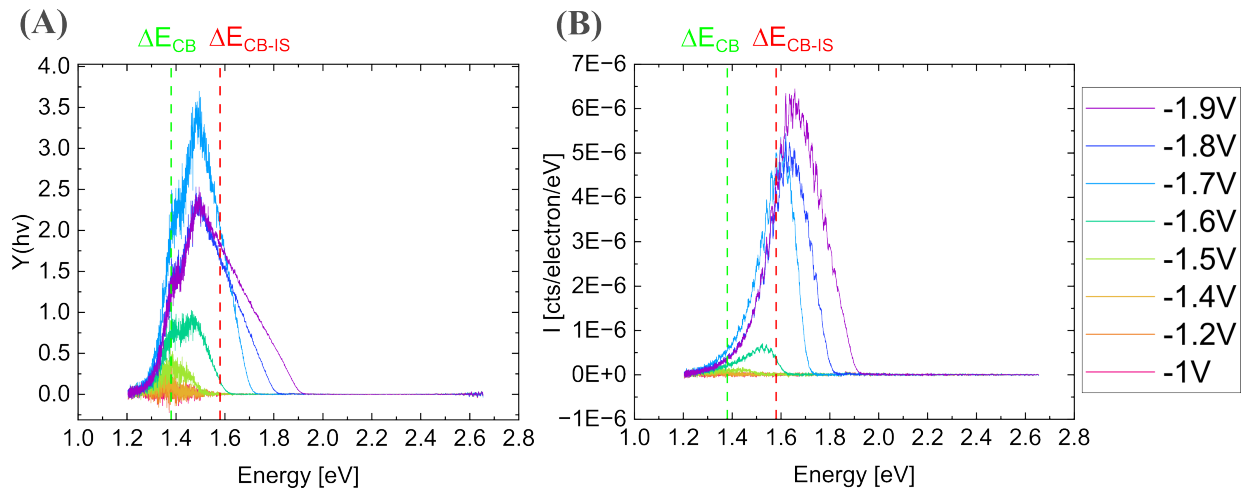 (A)
ΔE_CB ΔE_CB-IS
4.0
3.5
3.0
2.5
2.0
1.5
1.0
0.5
0.0
Y(hν)
1.0 1.2 1.4 1.6 1.8 2.0 2.2 2.4 2.6 2.8
Energy [eV]
(B)
ΔE_CB ΔE_CB-IS
7E-6
6E-6
5E-6
4E-6
3E-6
2E-6
1E-6
0E+0
−1E-6
I [cts/electron/eV]
1.0 1.2 1.4 1.6 1.8 2.0 2.2 2.4 2.6 2.8
Energy [eV]
-1.9V
-1.8V
-1.7V
-1.6V
-1.5V
-1.4V
-1.2V
-1V